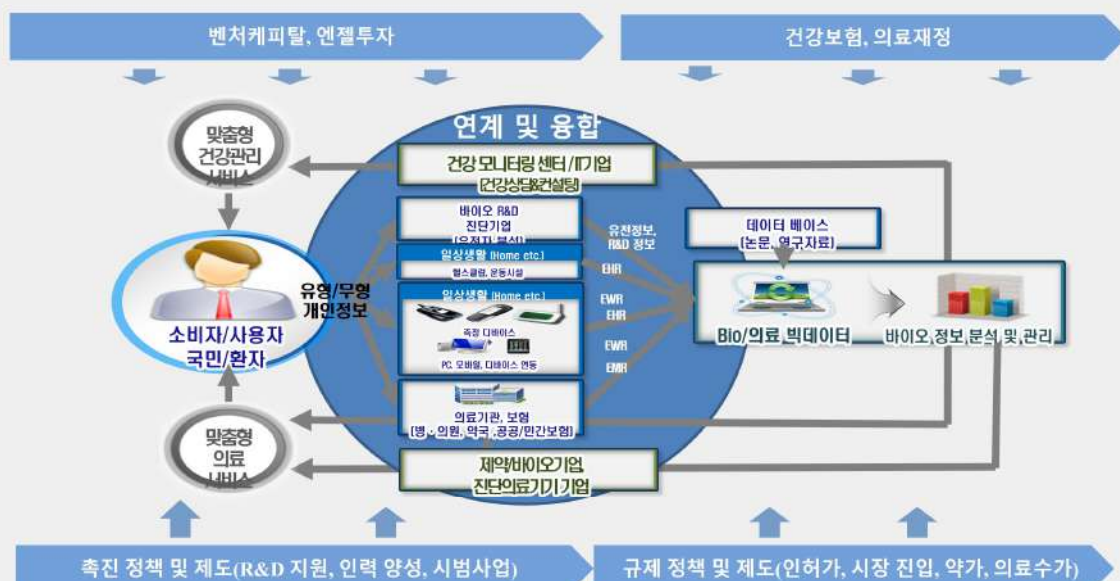 벤처케피탈, 엔젤투자
건강보험, 의료재정
연계 및 융합
맞춤형
건강관리
서비스
건강 모니터링 센터 / IT기업
[건강상담&컨설팅]
바이오 R&D
진단기업
[유전자 분석]
유전정보,
R&D 정보
데이터 베이스
[논문, 연구자료]
일상생활 [Home etc.]
헬스클럽, 운동시설
EHR
일상생활 [Home etc.]
측정 디바이스
PC, 모바일, 디바이스 연동
EWR
EHR
EWR
EMR
유형/무형
개인정보
소비자/사용자
국민/환자
Bio/의료 빅데이터
바이오 정보 분석 및 관리
의료기관, 보험
[병·의원, 약국, 공공/민간보험]
맞춤형
의료
서비스
제약/바이오기업,
진단의료기기 기업
촉진 정책 및 제도(R&D 지원, 인력 양성, 시범사업)
규제 정책 및 제도(인허가, 시장 진입, 약가, 의료수가)